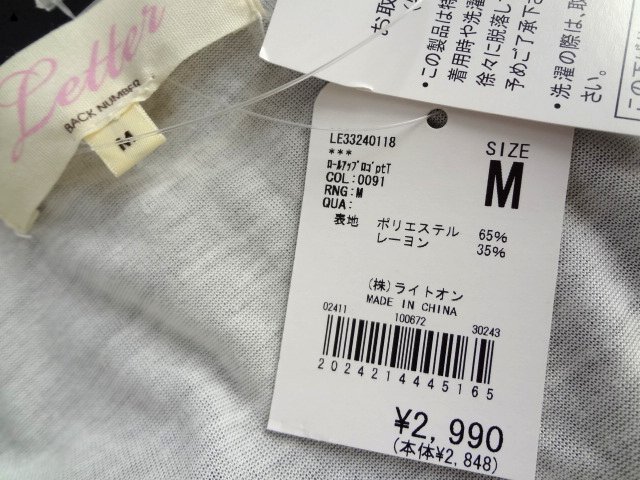 Letter
BACK NUMBER
M
お取
・この製品は特
着用時や洗濯
徐々に脱落し
予めご了承下
・洗濯の際は、取
さい。
LE33240118
***
ﾛｰﾙｱｯﾌﾟﾛｺﾞptT
COL:0091
RNG:M
QUA:
SIZE
M
表地 ポリエステル 65%
レーヨン 35%
(株)ライトオン
MADE IN CHINA
02411 100672 30243
2024214445165
¥2,990
(本体¥2,848)